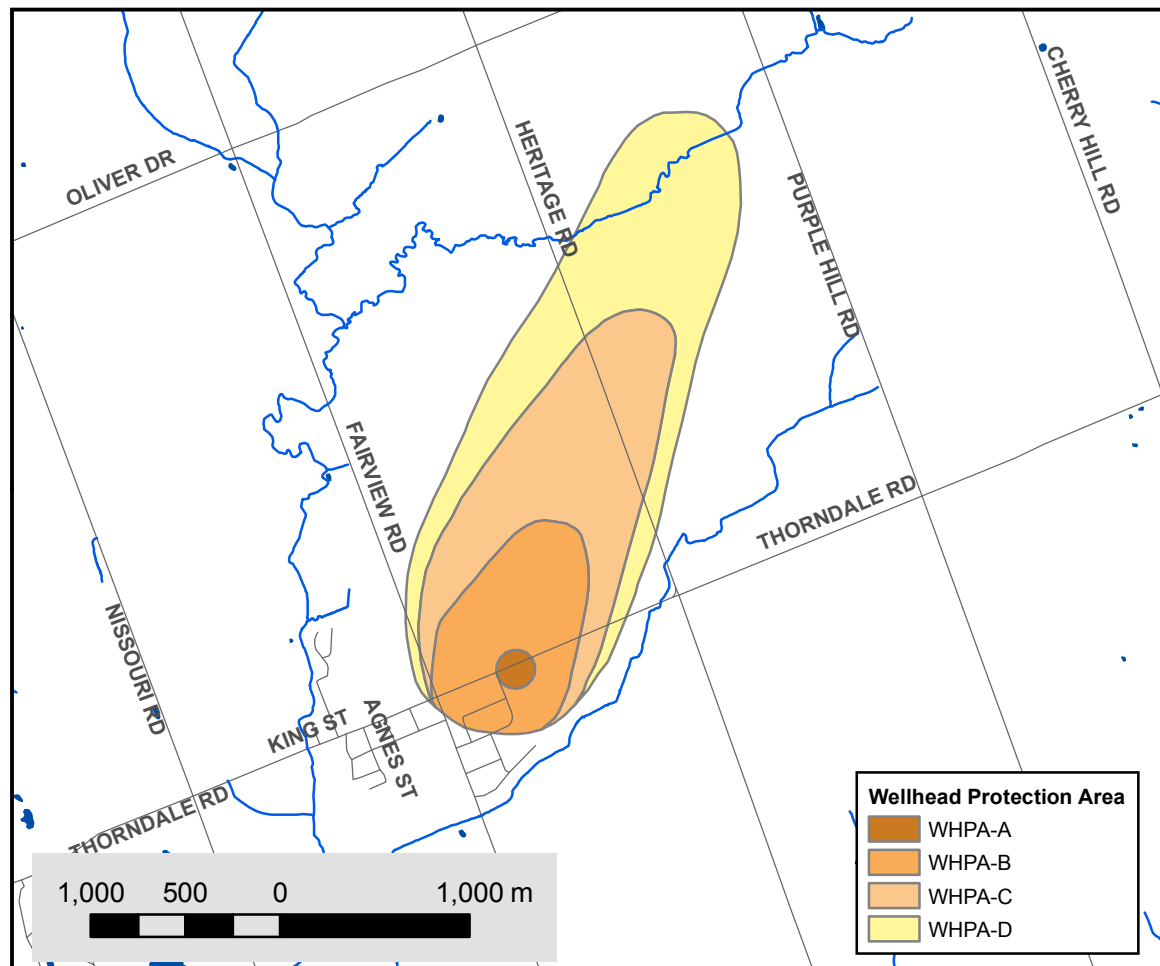 CHERRY HILL RD
HERITAGE RD
OLIVER DR
PURPLE HILL RD
FAIRVIEW RD
THORNDALE RD
NISSOURI RD
AGNES ST
KING ST
THORNDALE RD
Wellhead Protection Area
WHPA-A
WHPA-B
WHPA-C
WHPA-D
1,000 500 0 1,000 m